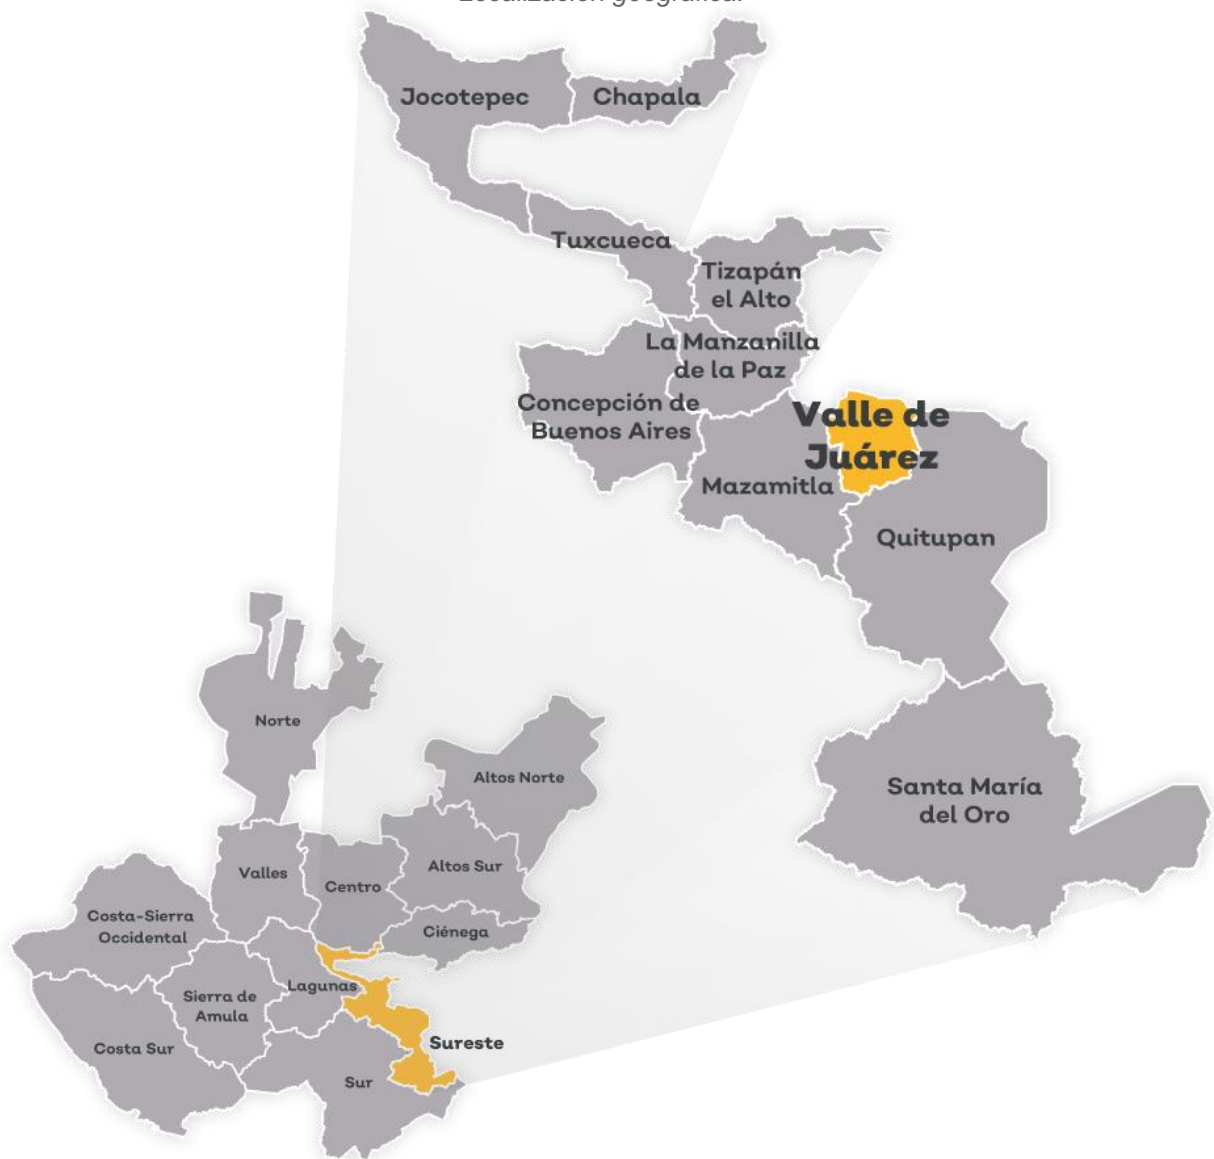 Localización geográfica.
Jocotepec
Chapala
Tuxcueca
Tizapán
el Alto
La Manzanilla
de la Paz
Concepción de
Buenos Aires
Valle de
Juárez
Mazamitla
Quitupan
Santa María
del Oro
Norte
Altos Norte
Valles
Centro
Altos Sur
Costa-Sierra
Occidental
Ciénega
Lagunas
Sierra de
Amula
Costa Sur
Sureste
Sur